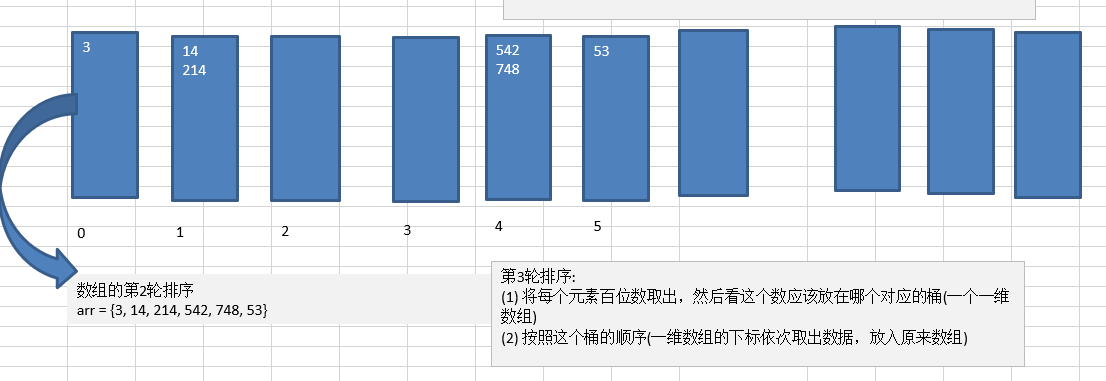 3
14
214
542
748
53
0
1
2
3
4
5
数组的第2轮排序
arr = {3, 14, 214, 542, 748, 53}
第3轮排序:
(1) 将每个元素百位数取出，然后看这个数应该放在哪个对应的桶(一个一维
数组)
(2) 按照这个桶的顺序(一维数组的下标依次取出数据，放入原来数组)